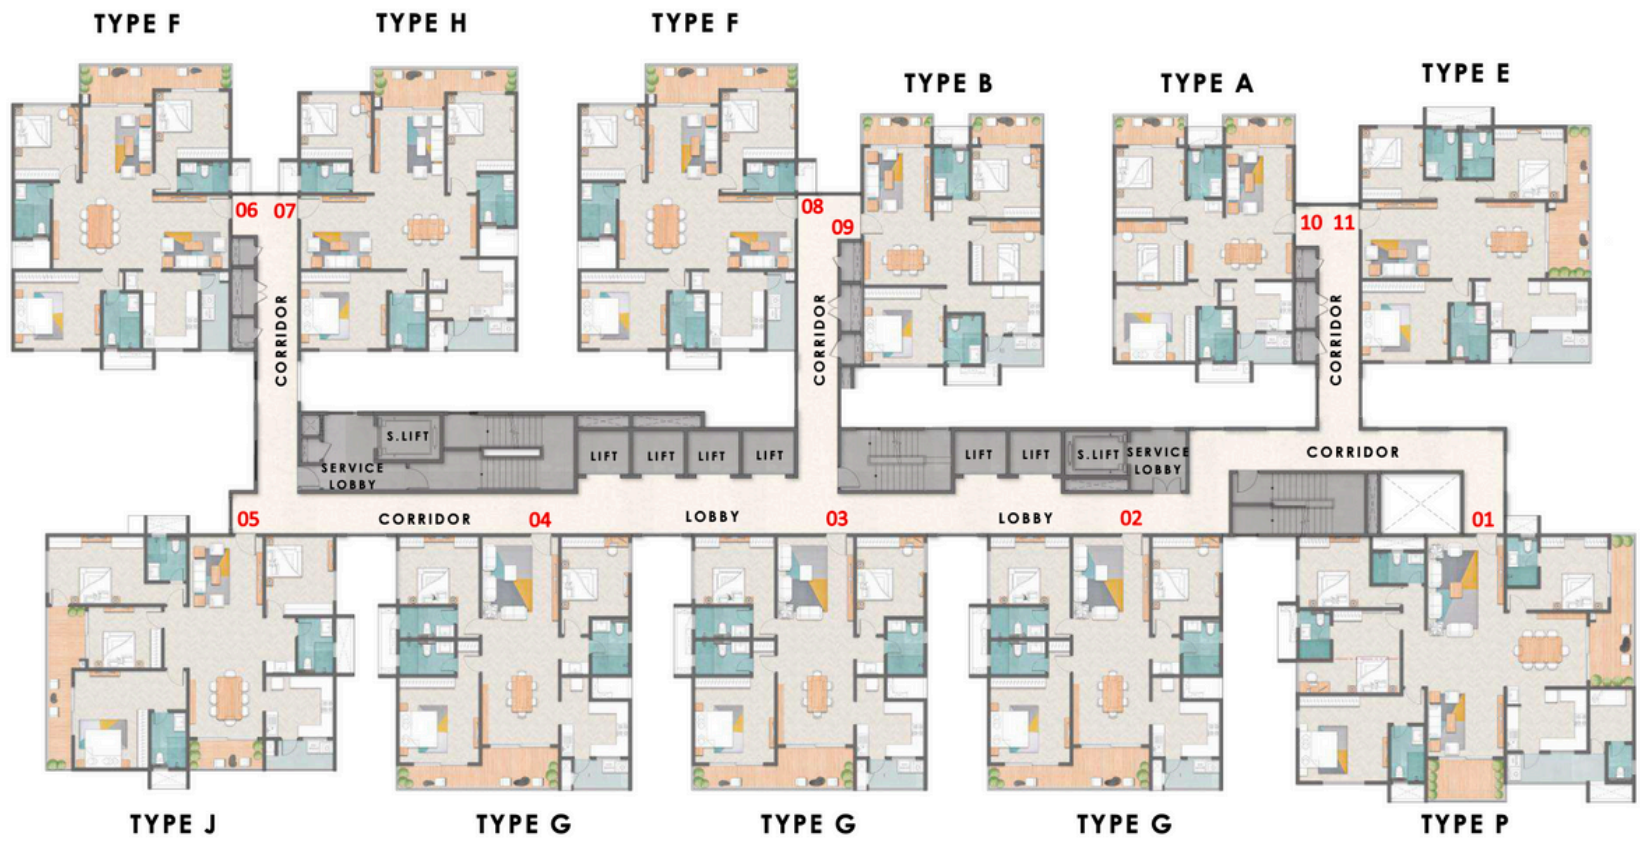 TYPE F
TYPE H
TYPE F
TYPE B
TYPE A
TYPE E
06
07
08
09
10
11
CORRIDOR
CORRIDOR
CORRIDOR
S.LIFT
SERVICE
LOBBY
LIFT
LIFT
LIFT
LIFT
LIFT
LIFT
S.LIFT
SERVICE
LOBBY
CORRIDOR
05
CORRIDOR
04
LOBBY
03
LOBBY
02
01
TYPE J
TYPE G
TYPE G
TYPE G
TYPE P